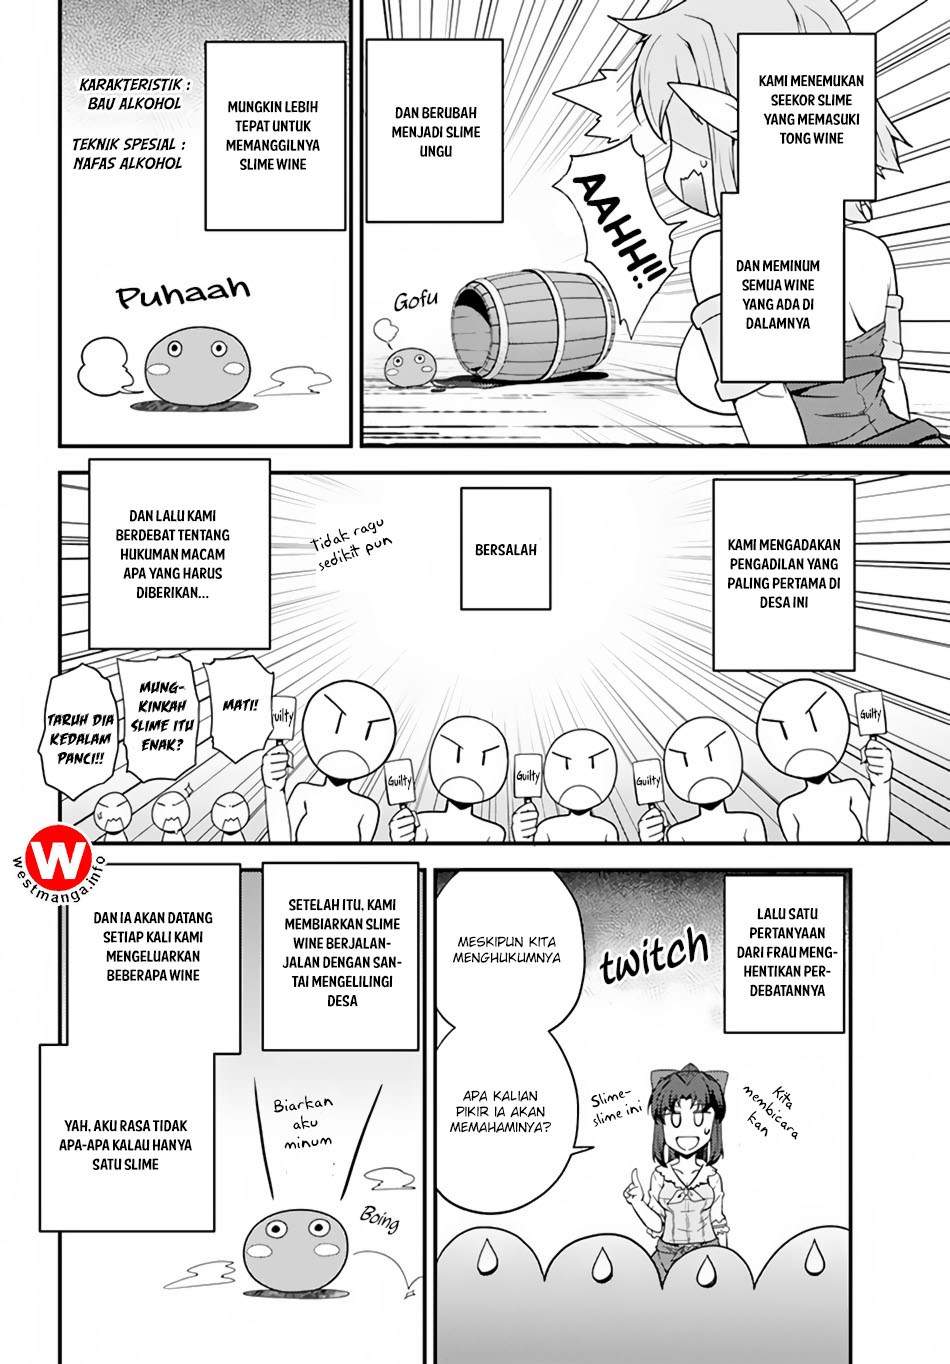 KAMI MENEMUKAN
SEEKOR SLIME
YANG MEMASUKI
TONG WINE
DAN MEMINUM
SEMUA WINE
YANG ADA DI
DALAMNYA
AAHH!!
DAN BERUBAH
MENJADI SLIME
UNGU
Gofu
MUNGKIN LEBIH
TEPAT UNTUK
MEMANGGILNYA
SLIME WINE
KARAKTERISTIK :
BAU ALKOHOL
TEKNIK SPESIAL :
NAFAS ALKOHOL
Puhaah
KAMI MENGADAKAN
PENGADILAN YANG
PALING PERTAMA DI
DESA INI
BERSALAH
Tidak ragu
sedikit pun
DAN LALU KAMI
BERDEBAT TENTANG
HUKUMAN MACAM
APA YANG HARUS
DIBERIKAN...
Guilty
Guilty
Guilty
Guilty
Guilty
MATI!
MUNG-
KINKAH
SLIME ITU
ENAK?
TARUH DIA
KEDALAM
PANCI!!
W
westmanga.info
LALU SATU
PERTANYAAN
DARI FRAU MENG-
HENTIKAN PER-
DEBATANNYA
twitch
MESKIPUN KITA
MENGHUKUMNYA
APA KALIAN
PIKIR IA AKAN
MEMAHAMINYA?
Kita
membicara
kan
Slime-
slime ini
SETELAH ITU, KAMI
MEMBIARKAN SLIME
WINE BERJALAN-
JALAN DENGAN SAN-
TAI MENGELILINGI
DESA
DAN IA AKAN DATANG
SETIAP KALI KAMI
MENGELUARKAN
BEBERAPA WINE
Biarkan
aku
minum
Boing
YAH, AKU RASA TIDAK
APA-APA KALAU HANYA
SATU SLIME